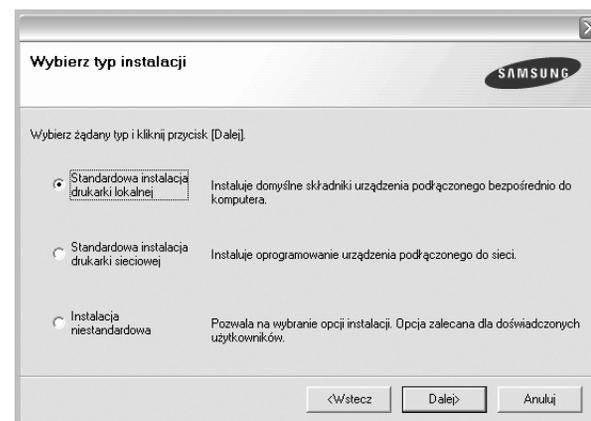 Wybierz typ instalacji
SAMSUNG
Wybierz żądany typ i kliknij przycisk [Dalej].
Standardowa instalacja
drukarki lokalnej
Instaluje domyślne składniki urządzenia podłączonego bezpośrednio do
komputera.
Standardowa instalacja
drukarki sieciowej
Instaluje oprogramowanie urządzenia podłączonego do sieci.
Instalacja
niestandardowa
Pozwala na wybranie opcji instalacji. Opcja zalecana dla doświadczonych
użytkowników.
<Wstecz
Dalej>
Anuluj